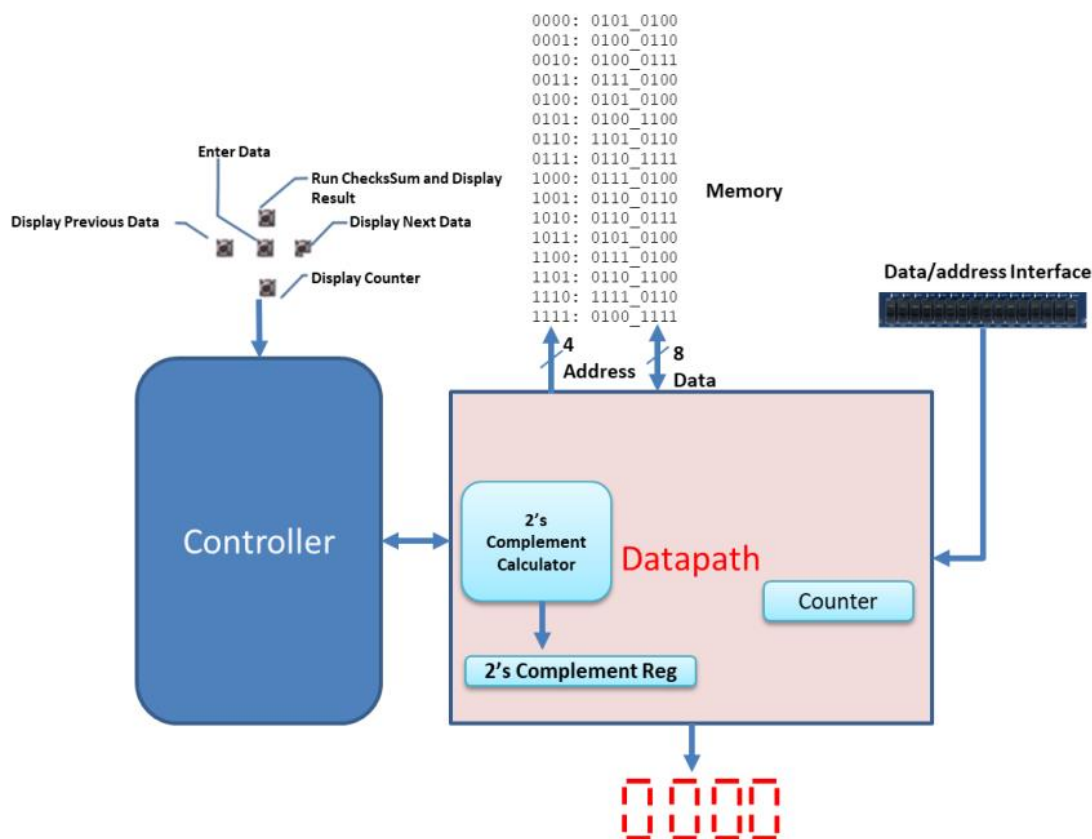 0000: 0101_0100
0001: 0100_0110
0010: 0100_0111
0011: 0111_0100
0100: 0101_0100
0101: 0100_1100
0110: 1101_0110
0111: 0110_1111
1000: 0111_0100
1001: 0110_0110
1010: 0110_0111
1011: 0101_0100
1100: 0111_0100
1101: 0110_1100
1110: 1111_0110
1111: 0100_1111
Memory
Enter Data
Run ChecksSum and Display
Result
Display Previous Data
Display Next Data
Display Counter
Data/address Interface
4
Address
8
Data
Controller
2's
Complement
Calculator
Datapath
Counter
2's Complement Reg